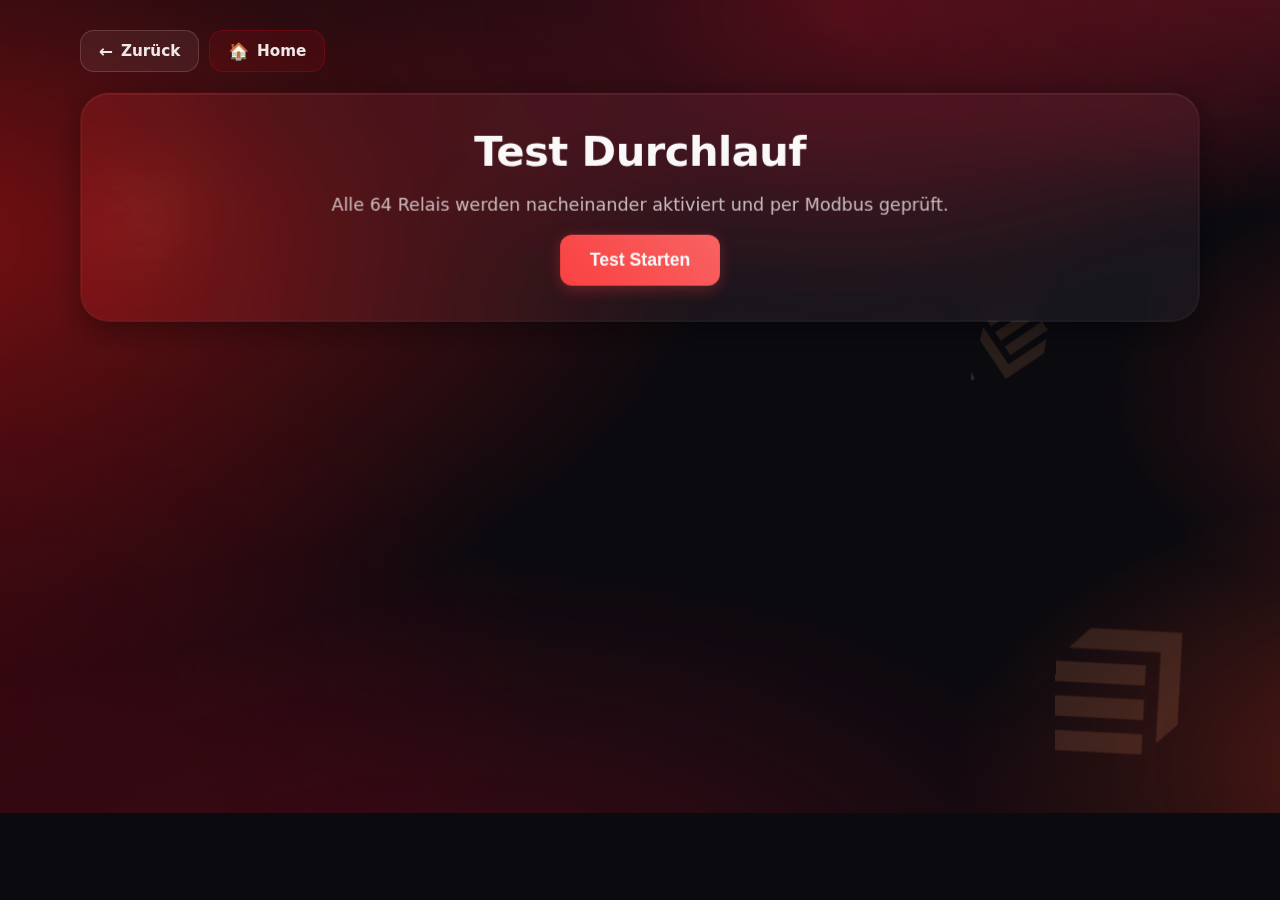 ← Zurück
🏠 Home
Test Durchlauf
Alle 64 Relais werden nacheinander aktiviert und per Modbus geprüft.
Test Starten